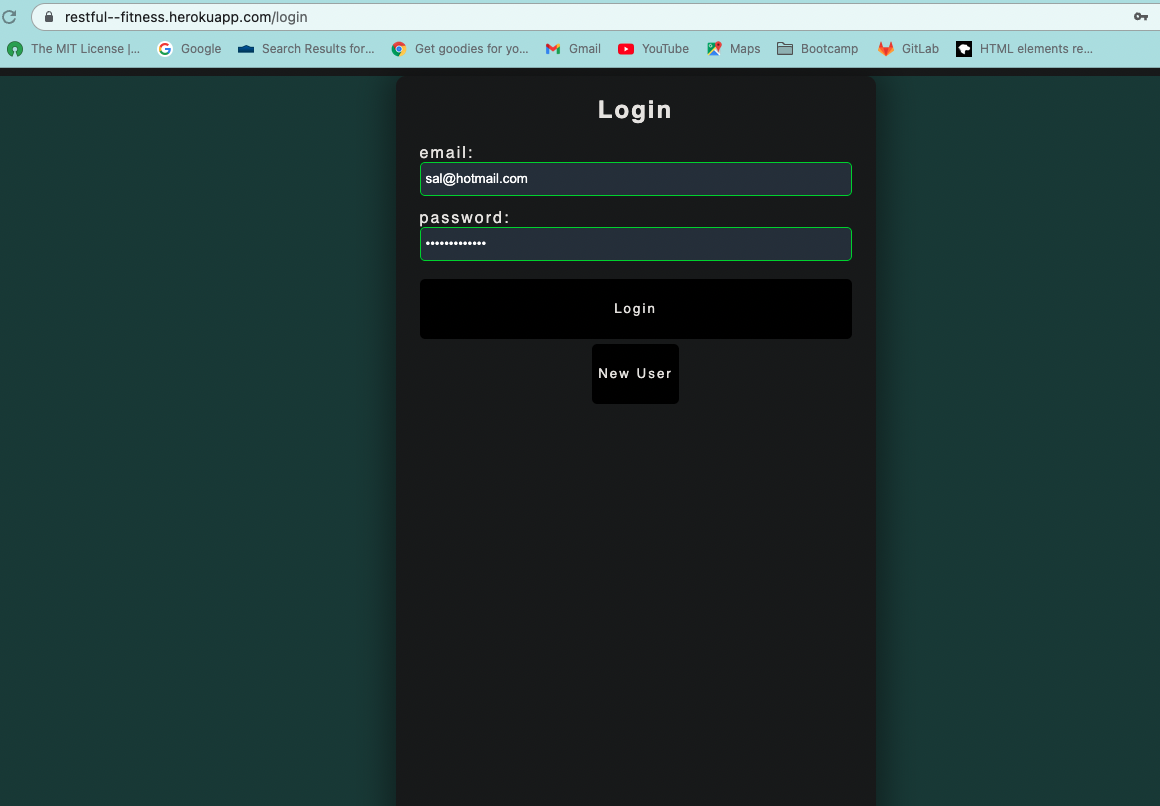 restful--fitness.herokuapp.com/login
The MIT License |... Google Search Results for... Get goodies for yo... Gmail YouTube Maps Bootcamp GitLab HTML elements re...
Login
email:
sal@hotmail.com
password:
•••••••••••••
Login
New User